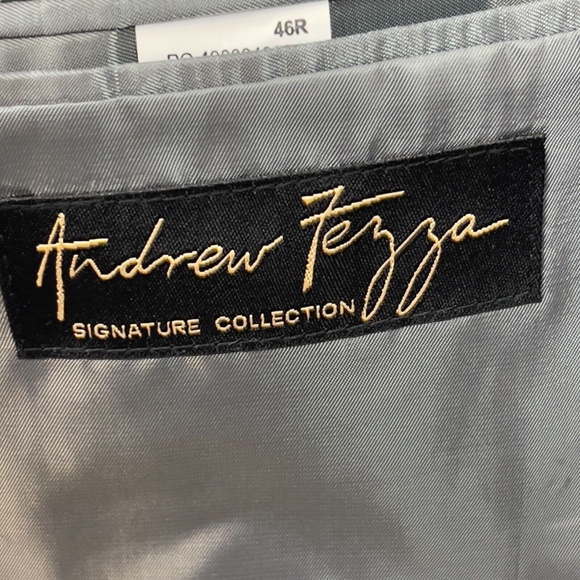 46R
Andrew Fezza
SIGNATURE COLLECTION